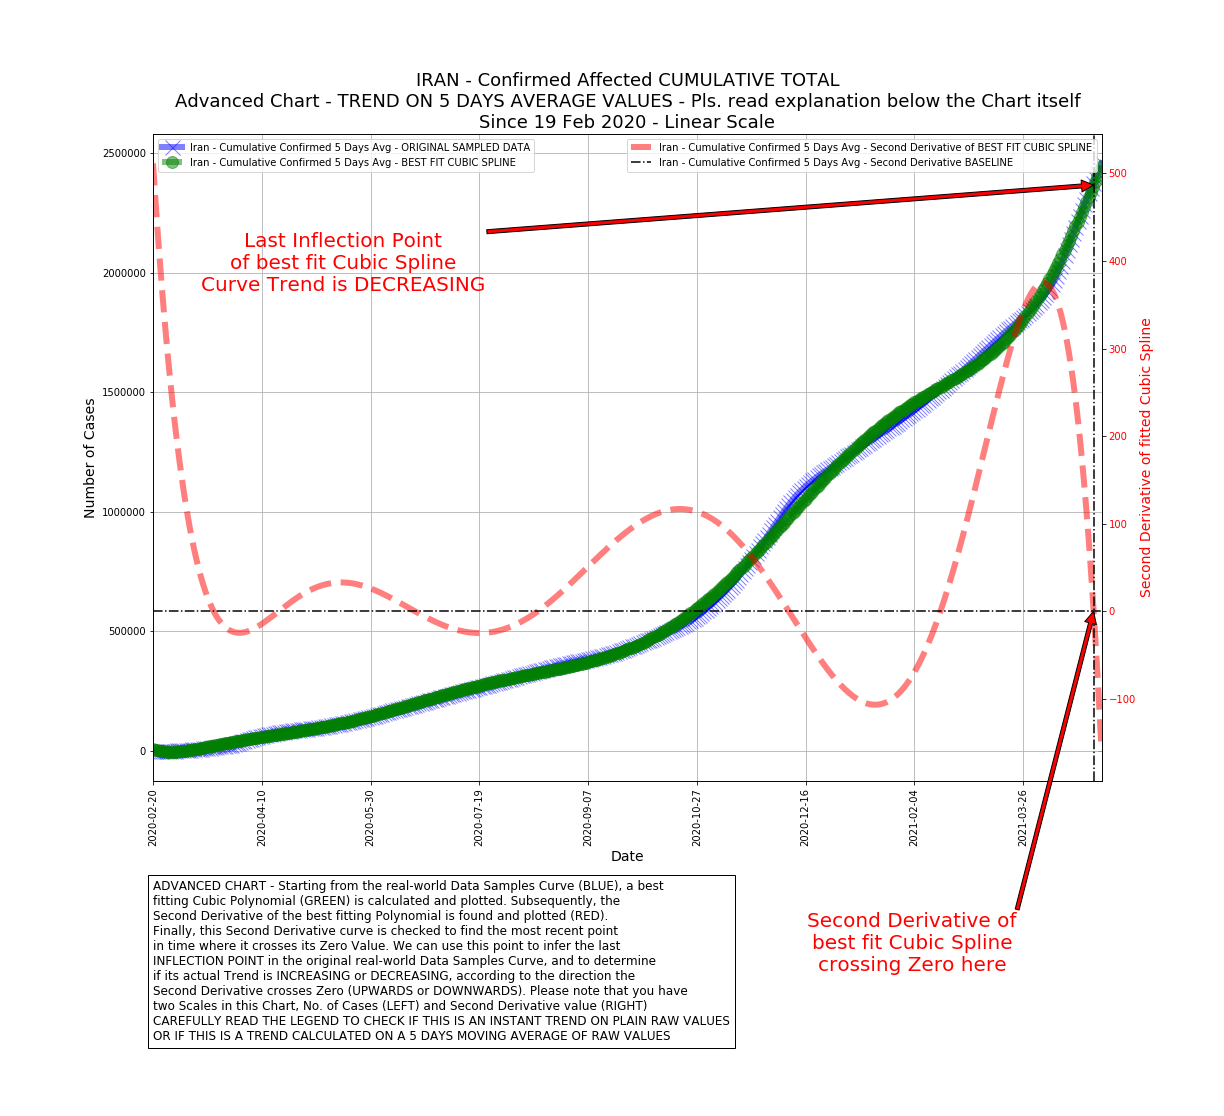 IRAN - Confirmed Affected CUMULATIVE TOTAL
Advanced Chart - TREND ON 5 DAYS AVERAGE VALUES - Pls. read explanation below the Chart itself
Since 19 Feb 2020 - Linear Scale
Iran - Cumulative Confirmed 5 Days Avg - ORIGINAL SAMPLED DATA
Iran - Cumulative Confirmed 5 Days Avg - BEST FIT CUBIC SPLINE
Iran - Cumulative Confirmed 5 Days Avg - Second Derivative of BEST FIT CUBIC SPLINE
Iran - Cumulative Confirmed 5 Days Avg - Second Derivative BASELINE
Last Inflection Point
of best fit Cubic Spline
Curve Trend is DECREASING
Number of Cases
2500000
2000000
1500000
1000000
500000
0
Second Derivative of fitted Cubic Spline
500
400
300
200
100
0
−100
2020-02-20
2020-04-10
2020-05-30
2020-07-19
2020-09-07
2020-10-27
2020-12-16
2021-02-04
2021-03-26
Date
ADVANCED CHART - Starting from the real-world Data Samples Curve (BLUE), a best
fitting Cubic Polynomial (GREEN) is calculated and plotted. Subsequently, the
Second Derivative of the best fitting Polynomial is found and plotted (RED).
Finally, this Second Derivative curve is checked to find the most recent point
in time where it crosses its Zero Value. We can use this point to infer the last
INFLECTION POINT in the original real-world Data Samples Curve, and to determine
if its actual Trend is INCREASING or DECREASING, according to the direction the
Second Derivative crosses Zero (UPWARDS or DOWNWARDS). Please note that you have
two Scales in this Chart, No. of Cases (LEFT) and Second Derivative value (RIGHT)
CAREFULLY READ THE LEGEND TO CHECK IF THIS IS AN INSTANT TREND ON PLAIN RAW VALUES
OR IF THIS IS A TREND CALCULATED ON A 5 DAYS MOVING AVERAGE OF RAW VALUES
Second Derivative of
best fit Cubic Spline
crossing Zero here